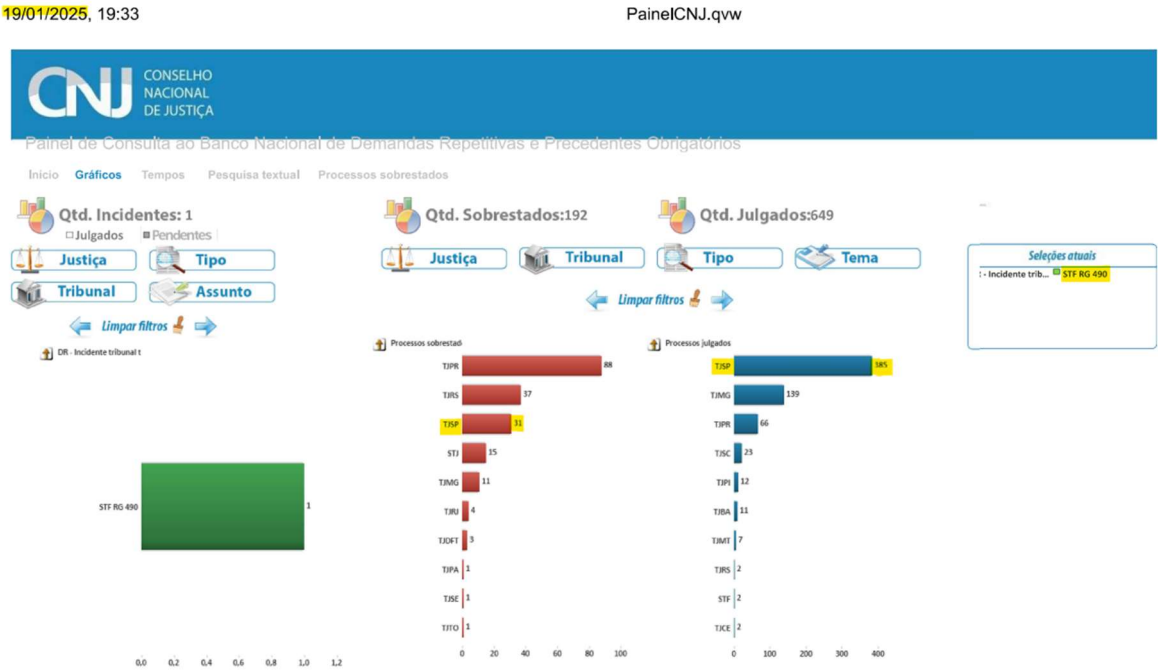 19/01/2025, 19:33
PainelCNJ.qvw
CNJ
CONSELHO
NACIONAL
DE JUSTIÇA
Painel de Consulta ao Banco Nacional de Demandas Repetitivas e Precedentes Obrigatórios
Inicio Gráficos Tempos Pesquisa textual Processos sobrestados
Qtd. Incidentes: 1
Julgados Pendentes
Justiça Tipo
Tribunal Assunto
Limpar filtros
DR - Incidente tribunal t
STF RG 490
1
0,0 0,2 0,4 0,6 0,8 1,0 1,2
Qtd. Sobrestados:192
Qtd. Julgados:649
Justiça Tribunal Tipo Tema
Limpar filtros
Processos sobrestad
TJPR 88
TJRS 37
TJSP 31
STJ 15
TJMG 11
TJRJ 4
TJDFT 3
TJPA 1
TJSE 1
TJTO 1
0 20 40 60 80 100
Processos julgados
TJSP 385
TJMG 139
TJPR 66
TJSC 23
TJPI 12
TJBA 11
TJMT 7
TJRS 2
STF 2
TJCE 2
0 100 200 300 400
Seleções atuais
- Incidente trib... STF RG 490